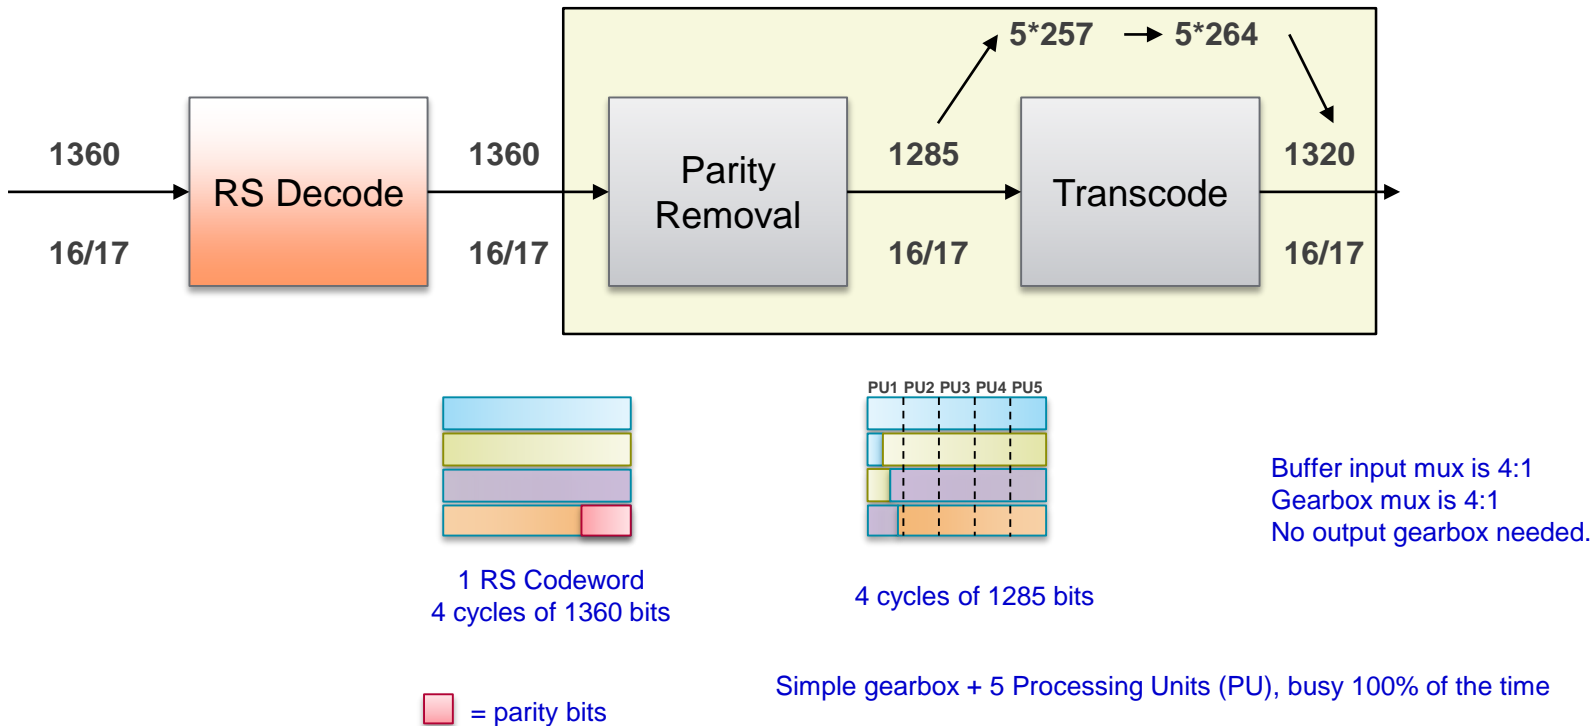 5*257
5*264
1360
1360
1285
1320
RS Decode
Parity
Removal
Transcode
16/17
16/17
16/17
16/17
PU1 PU2 PU3 PU4 PU5
Buffer input mux is 4:1
Gearbox mux is 4:1
No output gearbox needed.
1 RS Codeword
4 cycles of 1360 bits
4 cycles of 1285 bits
Simple gearbox + 5 Processing Units (PU), busy 100% of the time
= parity bits